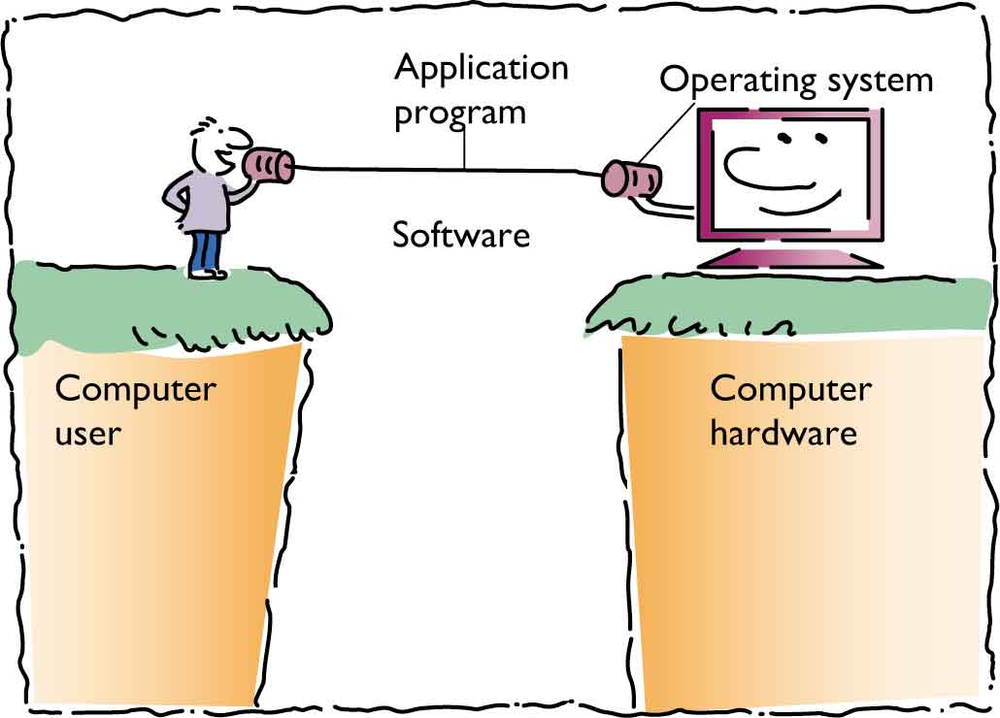 Application
program
Operating system
Software
Computer
user
Computer
hardware